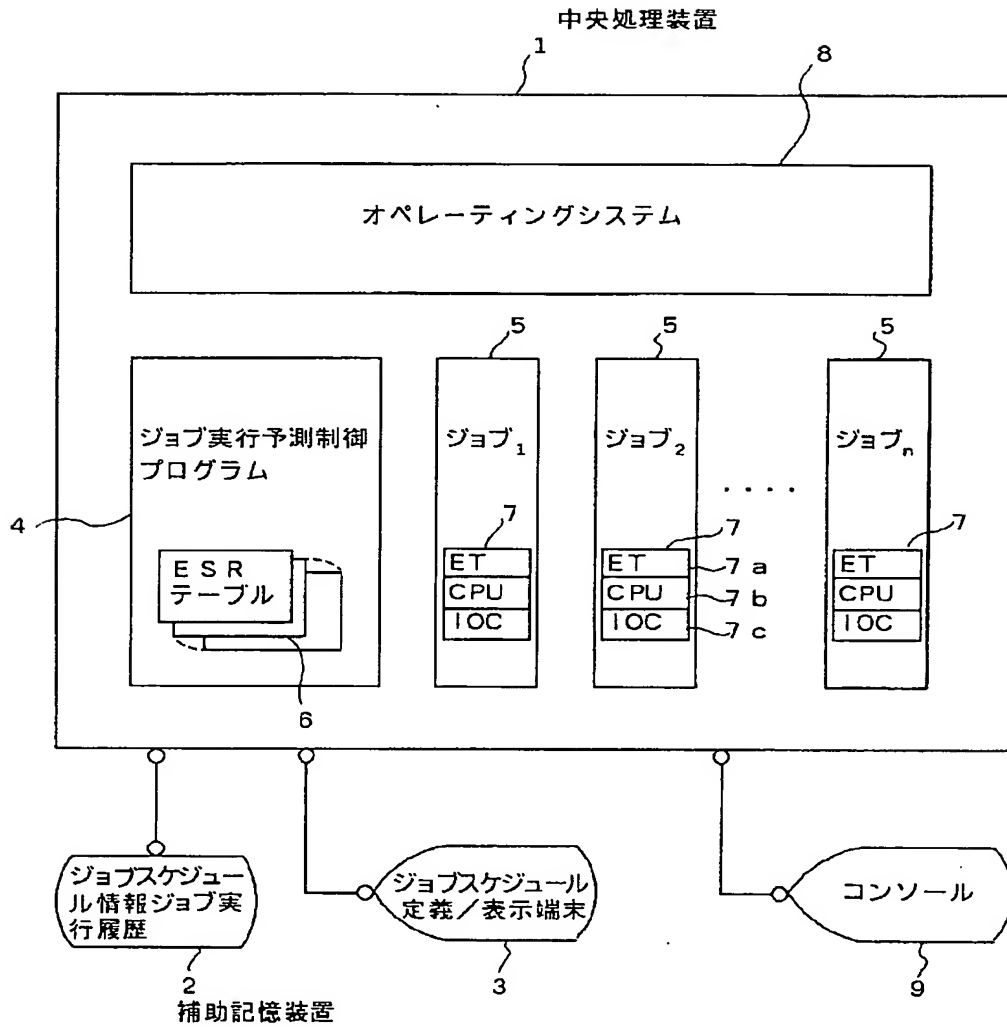 中央処理装置
1
8
オペレーティングシステム
5
5
5
ジョブ実行予測制御
プログラム
ジョブ1
ジョブ2
ジョブn
‥‥
4
7
7
7
ESR
テーブル
ET
CPU
IOC
ET
CPU
IOC
7a
7b
7c
ET
CPU
IOC
6
ジョブスケジュー
ル情報ジョブ実
行履歴
ジョブスケジュール
定義/表示端末
コンソール
2
3
9
補助記憶装置